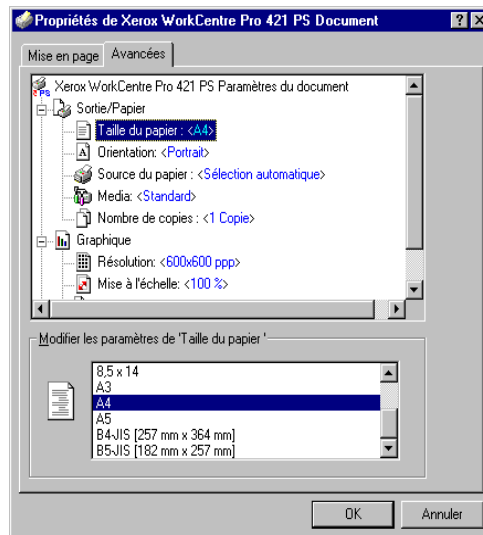 Propriétés de Xerox WorkCentre Pro 421 PS Document
Mise en page Avancées
Xerox WorkCentre Pro 421 PS Paramètres du document
Sortie/Papier
Taille du papier : <A4>
Orientation: <Portrait>
Source du papier : <Sélection automatique>
Media: <Standard>
Nombre de copies : <1 Copie>
Graphique
Résolution: <600x600 ppp>
Mise à l'échelle: <100 %>
Modifier les paramètres de 'Taille du papier '
8,5 x 14
A3
A4
A5
B4-JIS [257 mm x 364 mm]
B5-JIS [182 mm x 257 mm]
OK Annuler